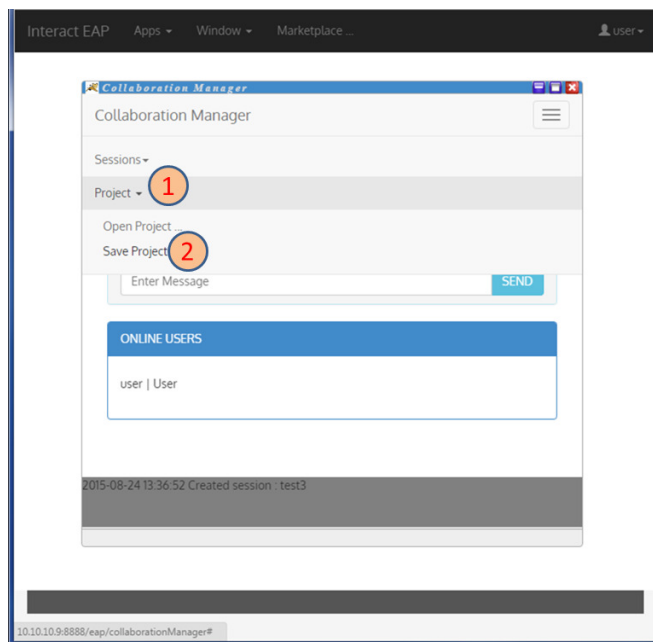 Interact EAP Apps Window Marketplace ... user
Collaboration Manager
Collaboration Manager
Sessions
Project 1
Open Project ...
Save Project 2
Enter Message SEND
ONLINE USERS
user | User
2015-08-24 13:36:52 Created session : test3
10.10.10.9:8888/eap/collaborationManager#